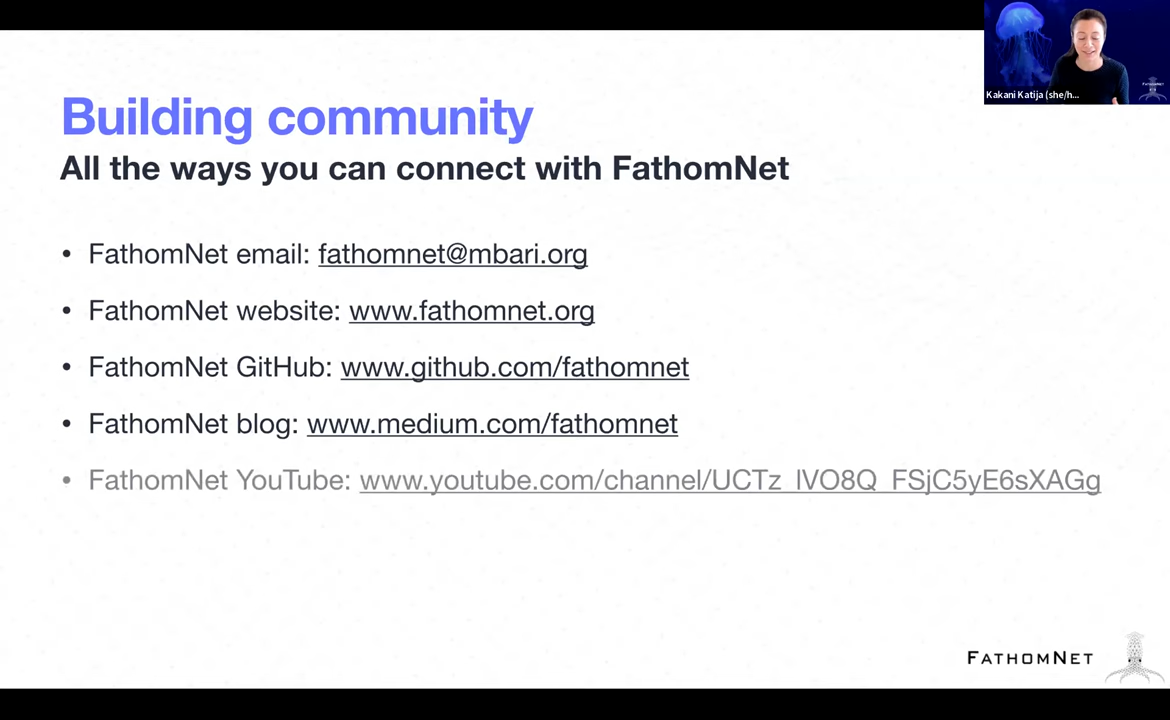 Kakani Katija (she/h...
Building community
All the ways you can connect with FathomNet
• FathomNet email: fathomnet@mbari.org
• FathomNet website: www.fathomnet.org
• FathomNet GitHub: www.github.com/fathomnet
• FathomNet blog: www.medium.com/fathomnet
• FathomNet YouTube: www.youtube.com/channel/UCTz_lVO8Q_FSjC5yE6sXAGg
FATHOMNET